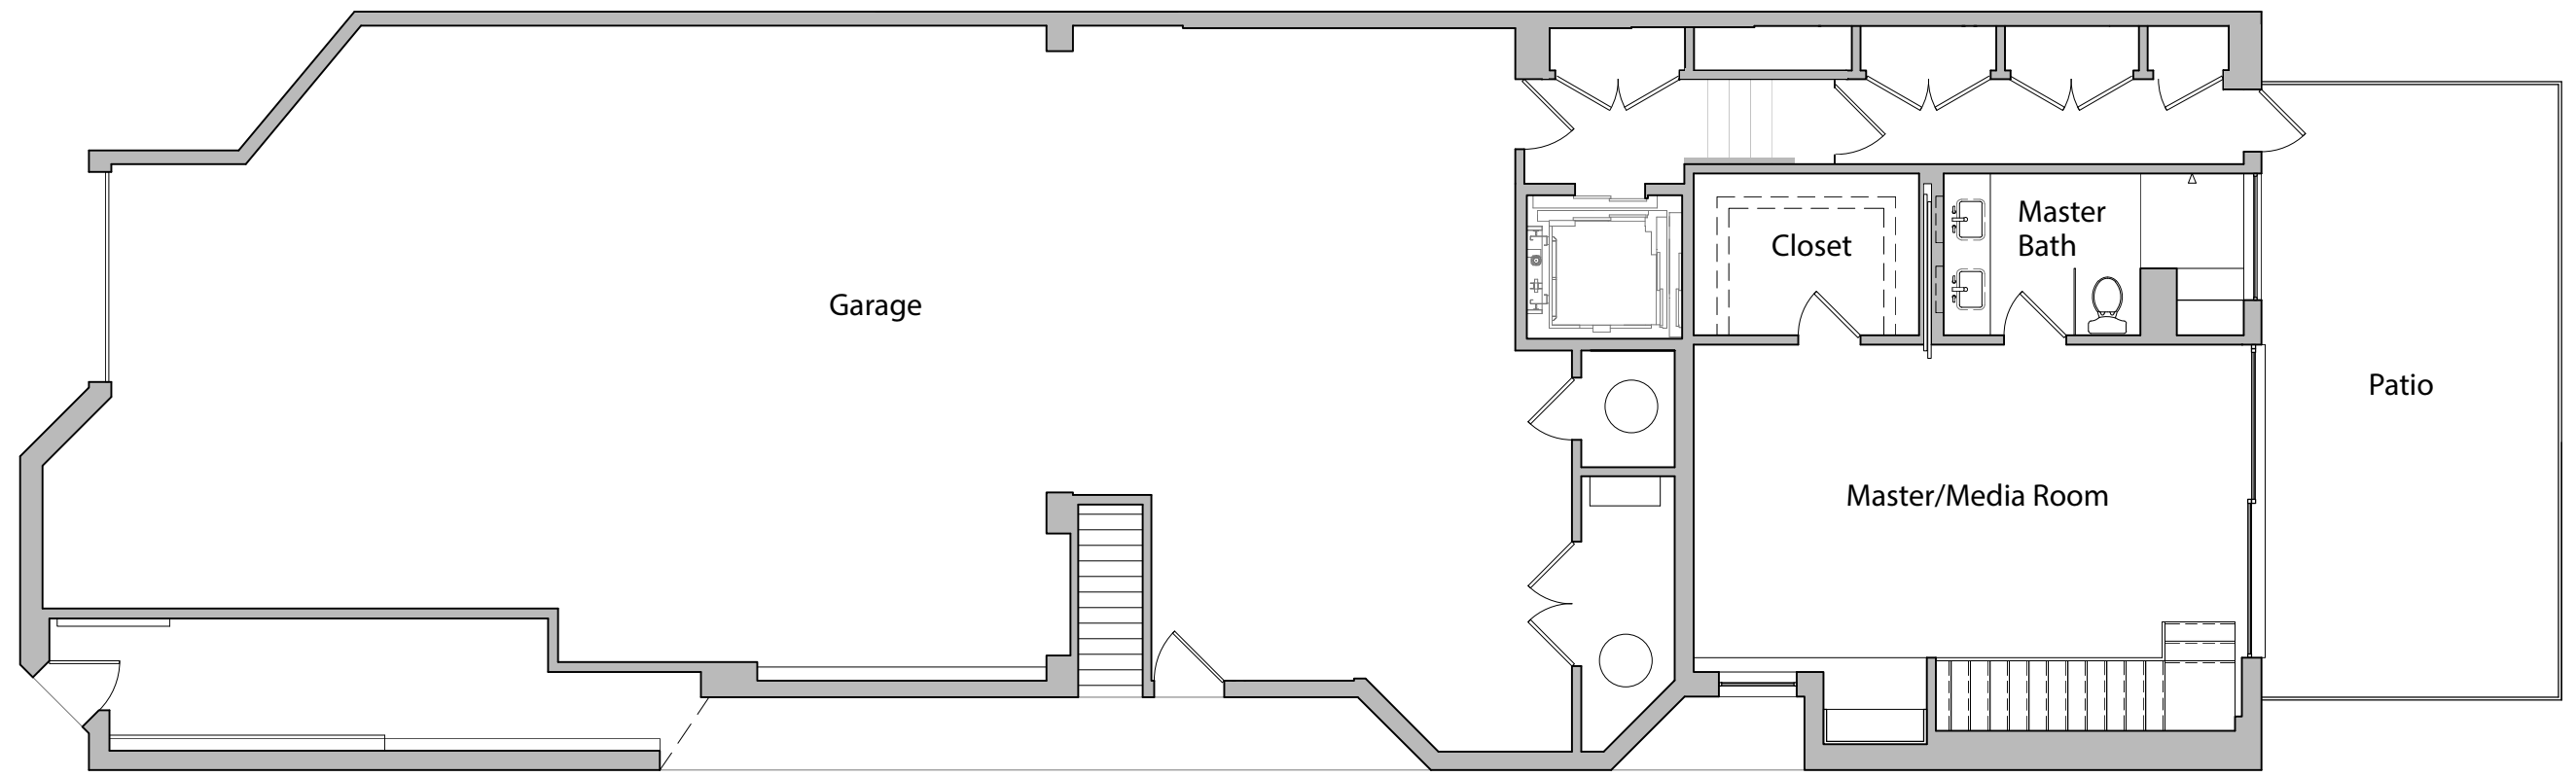 Garage
Closet
Master
Bath
Patio
Master/Media Room